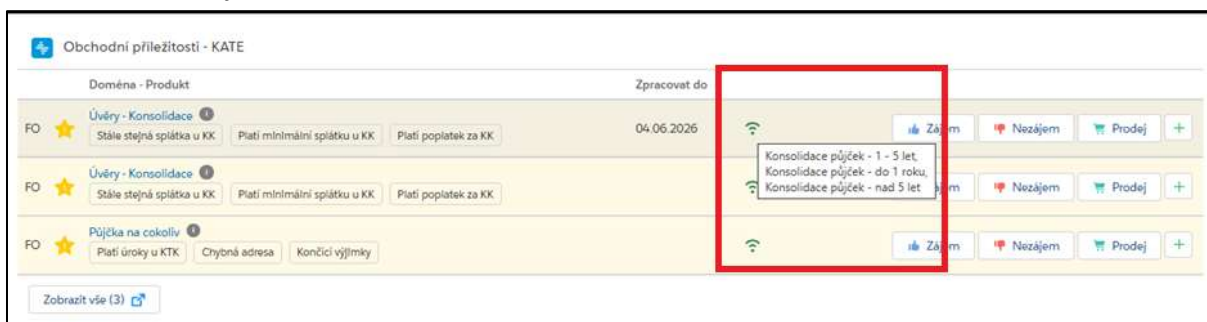 Obchodní příležitosti - KATE
Doména - Produkt Zpracovat do
Úvěry - Konsolidace
FO 04.06.2026 Zájem Nezájem Prodej +
Stále stejná splátka u KK Platí minimální splátku u KK Platí poplatek za KK
Konsolidace půjček - 1 - 5 let,
Konsolidace půjček - do 1 roku,
Konsolidace půjček - nad 5 let
Úvěry - Konsolidace
FO Nezájem Prodej +
Stále stejná splátka u KK Platí minimální splátku u KK Platí poplatek za KK
Půjčka na cokoliv
FO Zájem Nezájem Prodej +
Platí úroky u KTK Chybná adresa Končící výjimky
Zobrazit vše (3)